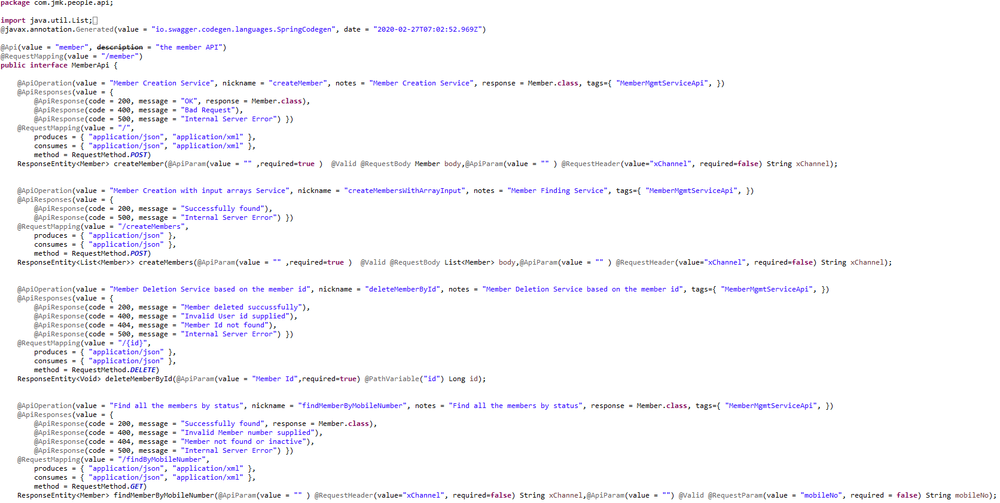 package com.jmk.people.api;
import java.util.List;
@javax.annotation.Generated(value = "io.swagger.codegen.languages.SpringCodegen", date = "2020-02-27T07:02:52.969Z")
@Api(value = "member", description = "the member API")
@RequestMapping(value = "/member")
public interface MemberApi {
@ApiOperation(value = "Member Creation Service", nickname = "createMember", notes = "Member Creation Service", response = Member.class, tags={ "MemberMgmtServiceApi", })
@ApiResponses(value = {
@ApiResponse(code = 200, message = "OK", response = Member.class),
@ApiResponse(code = 400, message = "Bad Request"),
@ApiResponse(code = 500, message = "Internal Server Error") })
@RequestMapping(value = "/",
produces = { "application/json", "application/xml" },
consumes = { "application/json", "application/xml" },
method = RequestMethod.POST)
ResponseEntity<Member> createMember(@ApiParam(value = "" ,required=true )  @Valid @RequestBody Member body,@ApiParam(value = "" ) @RequestHeader(value="xChannel", required=false) String xChannel);
@ApiOperation(value = "Member Creation with input arrays Service", nickname = "createMembersWithArrayInput", notes = "Member Finding Service", tags={ "MemberMgmtServiceApi", })
@ApiResponses(value = {
@ApiResponse(code = 200, message = "Successfully found"),
@ApiResponse(code = 500, message = "Internal Server Error") })
@RequestMapping(value = "/createMembers",
produces = { "application/json" },
consumes = { "application/json" },
method = RequestMethod.POST)
ResponseEntity<List<Member>> createMembers(@ApiParam(value = "" ,required=true )  @Valid @RequestBody List<Member> body,@ApiParam(value = "" ) @RequestHeader(value="xChannel", required=false) String xChannel);
@ApiOperation(value = "Member Deletion Service based on the member id", nickname = "deleteMemberById", notes = "Member Deletion Service based on the member id", tags={ "MemberMgmtServiceApi", })
@ApiResponses(value = {
@ApiResponse(code = 200, message = "Member deleted succussfully"),
@ApiResponse(code = 400, message = "Invalid User id supplied"),
@ApiResponse(code = 404, message = "Member Id not found"),
@ApiResponse(code = 500, message = "Internal Server Error") })
@RequestMapping(value = "/{id}",
produces = { "application/json" },
consumes = { "application/json" },
method = RequestMethod.DELETE)
ResponseEntity<Void> deleteMemberById(@ApiParam(value = "Member Id",required=true) @PathVariable("id") Long id);
@ApiOperation(value = "Find all the members by status", nickname = "findMemberByMobileNumber", notes = "Find all the members by status", response = Member.class, tags={ "MemberMgmtServiceApi", })
@ApiResponses(value = {
@ApiResponse(code = 200, message = "Successfully found", response = Member.class),
@ApiResponse(code = 400, message = "Invalid Member number supplied"),
@ApiResponse(code = 404, message = "Member not found or inactive"),
@ApiResponse(code = 500, message = "Internal Server Error") })
@RequestMapping(value = "/findByMobileNumber",
produces = { "application/json", "application/xml" },
consumes = { "application/json", "application/xml" },
method = RequestMethod.GET)
ResponseEntity<Member> findMemberByMobileNumber(@ApiParam(value = "" ) @RequestHeader(value="xChannel", required=false) String xChannel,@ApiParam(value = "") @Valid @RequestParam(value = "mobileNo", required = false) String mobileNo);